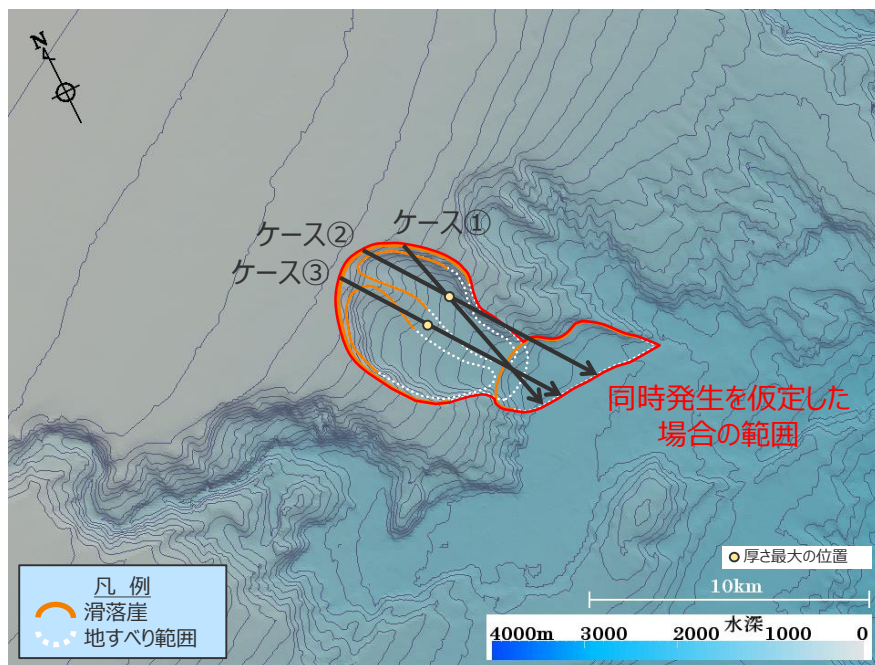 N
ケース①
ケース②
ケース③
同時発生を仮定した
場合の範囲
厚さ最大の位置
10km
凡 例
滑落崖
地すべり範囲
水深
4000m 3000 2000 1000 0